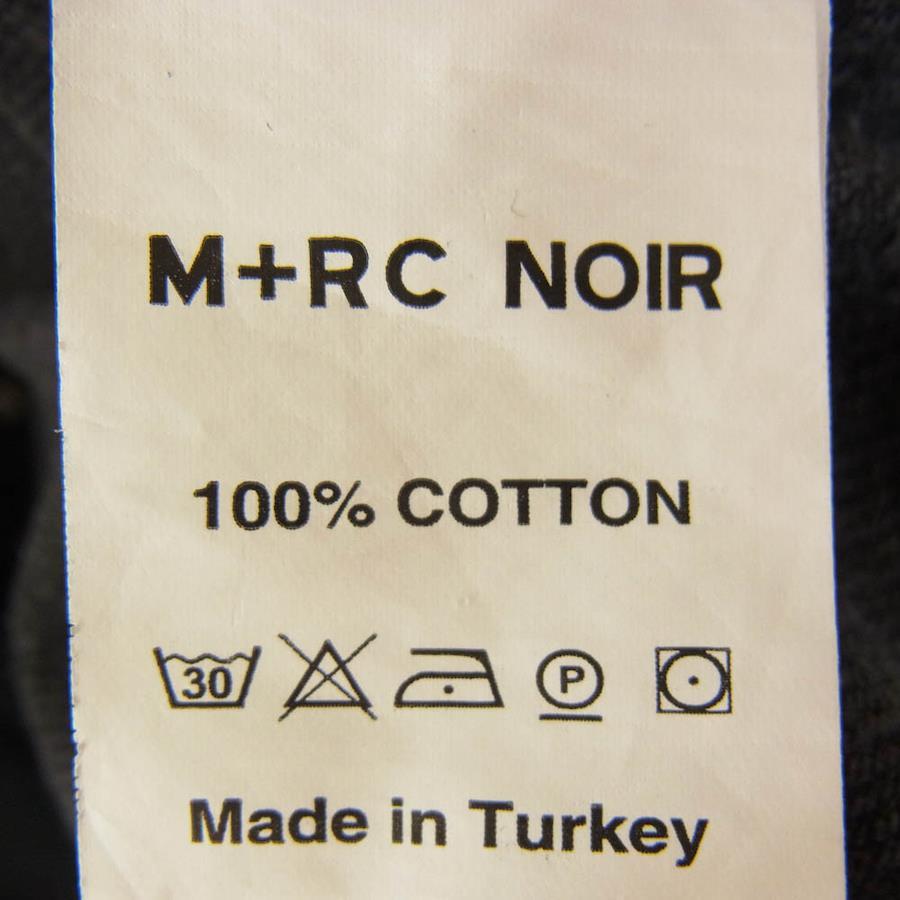 M+RC NOIR
100% COTTON
30 P
Made in Turkey